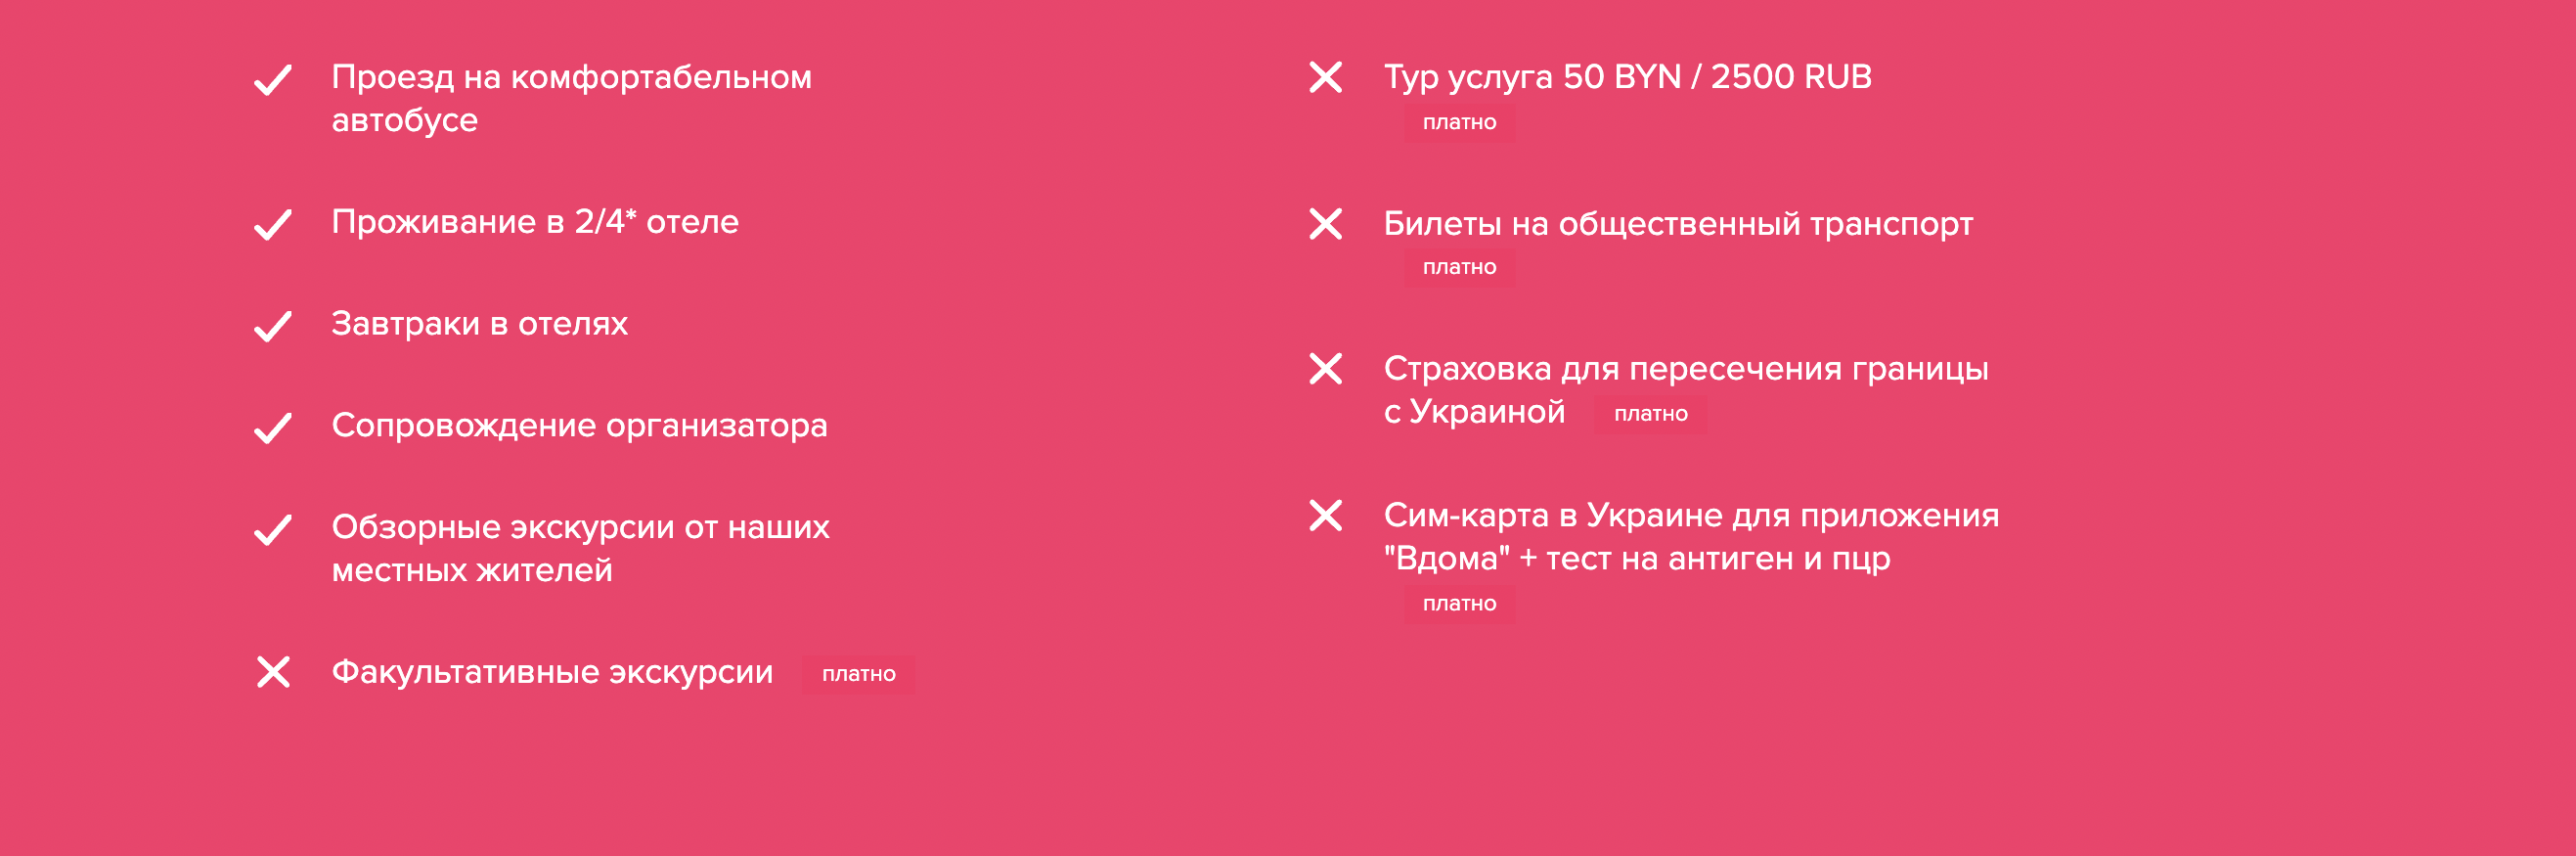 Проезд на комфортабельном
автобусе
Проживание в 2/4* отеле
Завтраки в отелях
Сопровождение организатора
Обзорные экскурсии от наших
местных жителей
Факультативные экскурсии платно
Тур услуга 50 BYN / 2500 RUB
платно
Билеты на общественный транспорт
платно
Страховка для пересечения границы
с Украиной платно
Сим-карта в Украине для приложения
"Вдома" + тест на антиген и пцр
платно